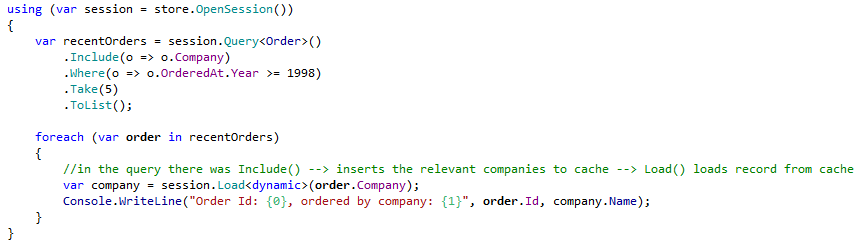 using (var session = store.OpenSession())
{
    var recentOrders = session.Query<Order>()
        .Include(o => o.Company)
        .Where(o => o.OrderedAt.Year >= 1998)
        .Take(5)
        .ToList();

    foreach (var order in recentOrders)
    {
        //in the query there was Include() --> inserts the relevant companies to cache --> Load() loads record from cache
        var company = session.Load<dynamic>(order.Company);
        Console.WriteLine("Order Id: {0}, ordered by company: {1}", order.Id, company.Name);
    }
}